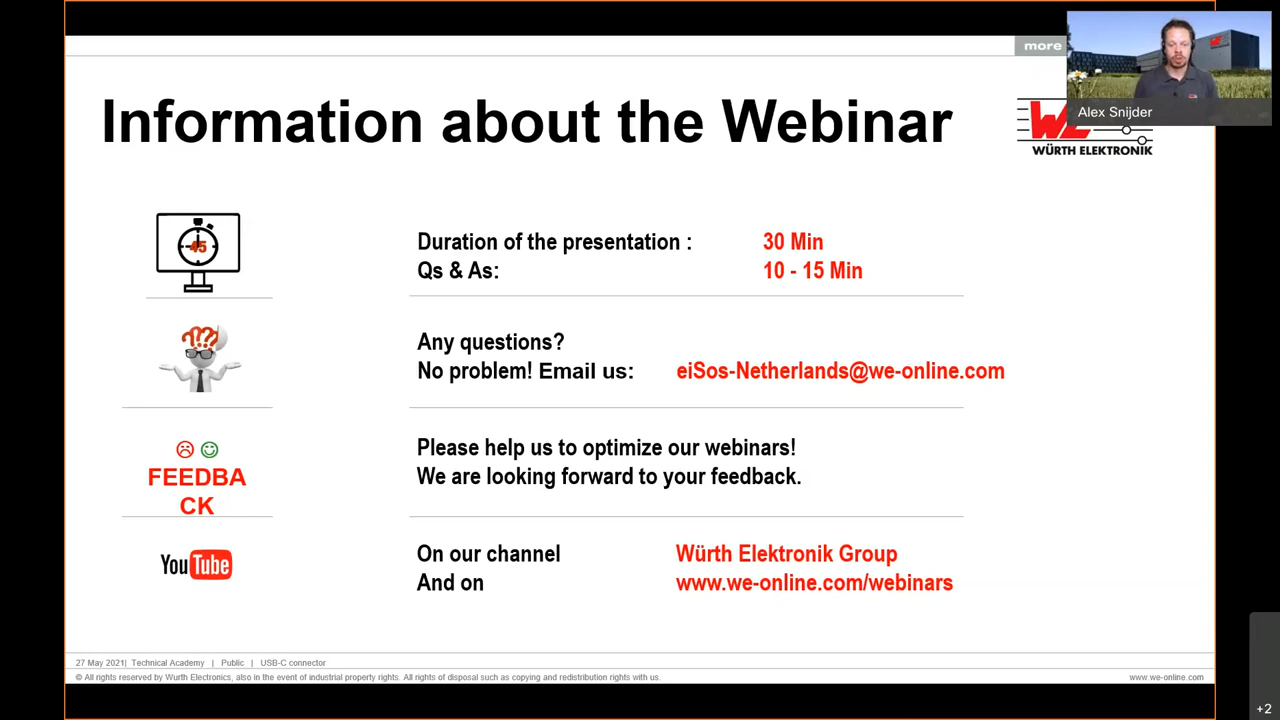 more
Alex Snijder
Information about the Webinar
WE
WÜRTH ELEKTRONIK
45
Duration of the presentation : 30 Min
Qs & As: 10 - 15 Min
???
Any questions?
No problem! Email us: eiSos-Netherlands@we-online.com
FEEDBA
CK
Please help us to optimize our webinars!
We are looking forward to your feedback.
YouTube
On our channel Würth Elektronik Group
And on www.we-online.com/webinars
27 May 2021| Technical Academy | Public | USB-C connector
© All rights reserved by Wurth Electronics, also in the event of industrial property rights. All rights of disposal such as copying and redistribution rights with us. www.we-online.com
+2